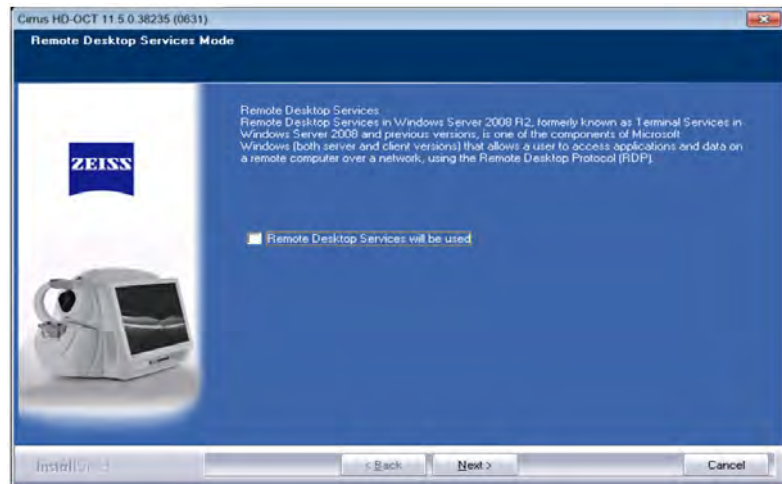 Cirrus HD-OCT 11.5.0.38235 (0631)
Remote Desktop Services Mode
Remote Desktop Services
Remote Desktop Services in Windows Server 2008 R2, formerly known as Terminal Services in
Windows Server 2008 and previous versions, is one of the components of Microsoft
Windows (both server and client versions) that allows a user to access applications and data on
a remote computer over a network, using the Remote Desktop Protocol (RDP).
ZEISS
Remote Desktop Services will be used
< Back
Next >
Cancel